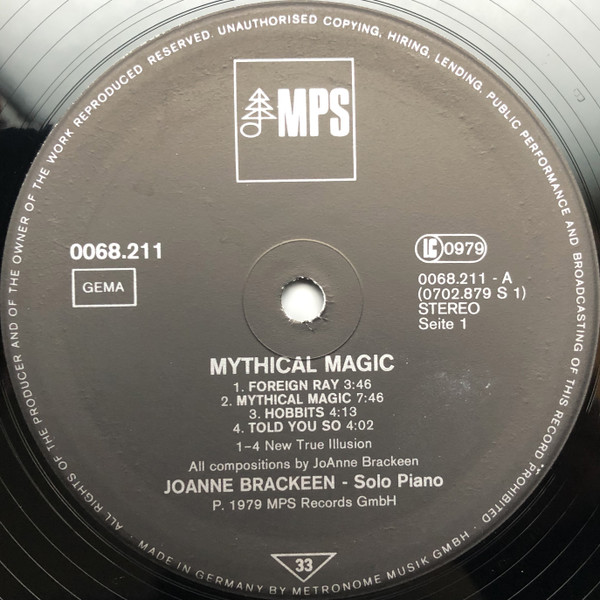 ALL RIGHTS OF THE PRODUCER AND OF THE OWNER OF THE WORK REPRODUCED RESERVED. UNAUTHORISED COPYING, HIRING, LENDING, PUBLIC PERFORMANCE AND BROADCASTING OF THIS RECORD PROHIBITED
MPS
0068.211
GEMA
LC 0979
0068.211 - A
(0702.879 S 1)
STEREO
Seite 1
MYTHICAL MAGIC
1. FOREIGN RAY 3:46
2. MYTHICAL MAGIC 7:46
3. HOBBITS 4:13
4. TOLD YOU SO 4:02
1-4 New True Illusion
All compositions by JoAnne Brackeen
JOANNE BRACKEEN - Solo Piano
P. 1979 MPS Records GmbH
33
· MADE IN GERMANY BY METRONOME MUSIK GMBH ·